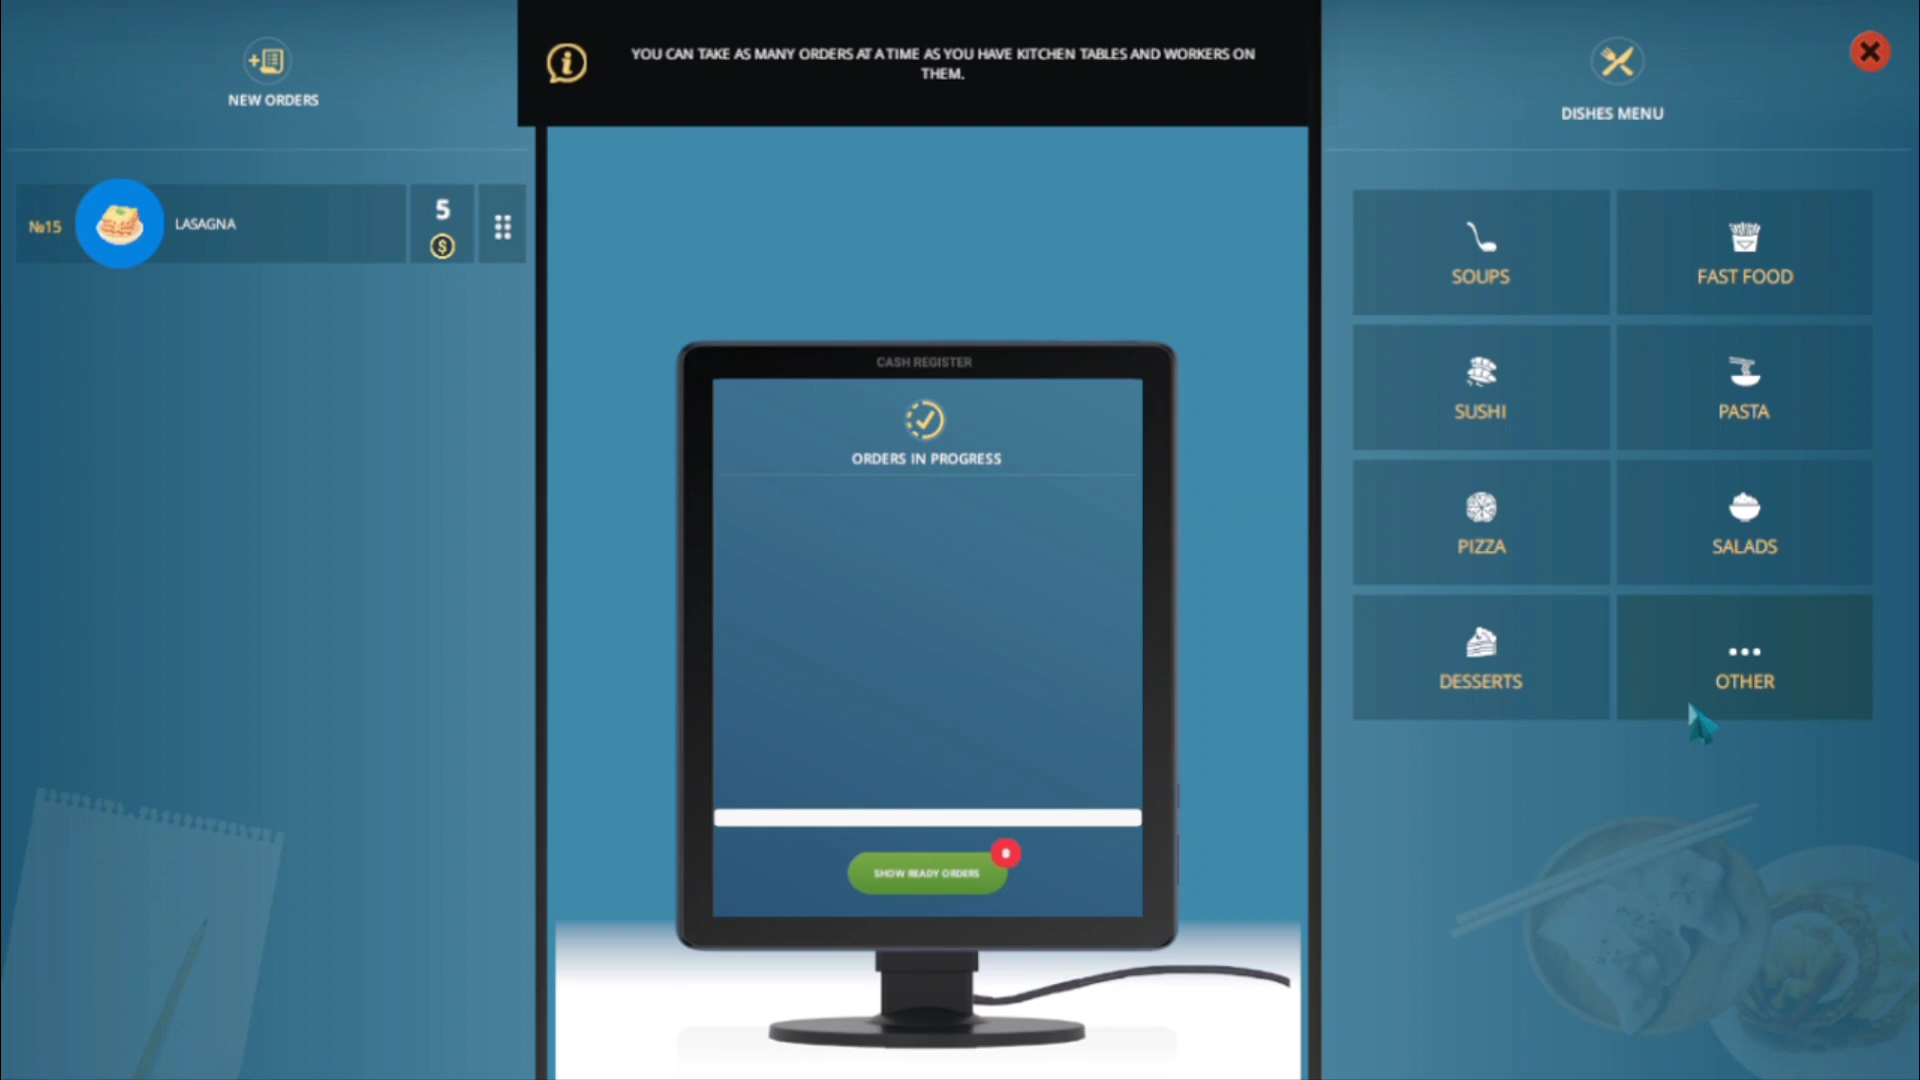 NEW ORDERS
№15
LASAGNA
5
YOU CAN TAKE AS MANY ORDERS AT A TIME AS YOU HAVE KITCHEN TABLES AND WORKERS ON
THEM.
CASH REGISTER
ORDERS IN PROGRESS
SHOW READY ORDERS
DISHES MENU
SOUPS
FAST FOOD
SUSHI
PASTA
PIZZA
SALADS
DESSERTS
OTHER